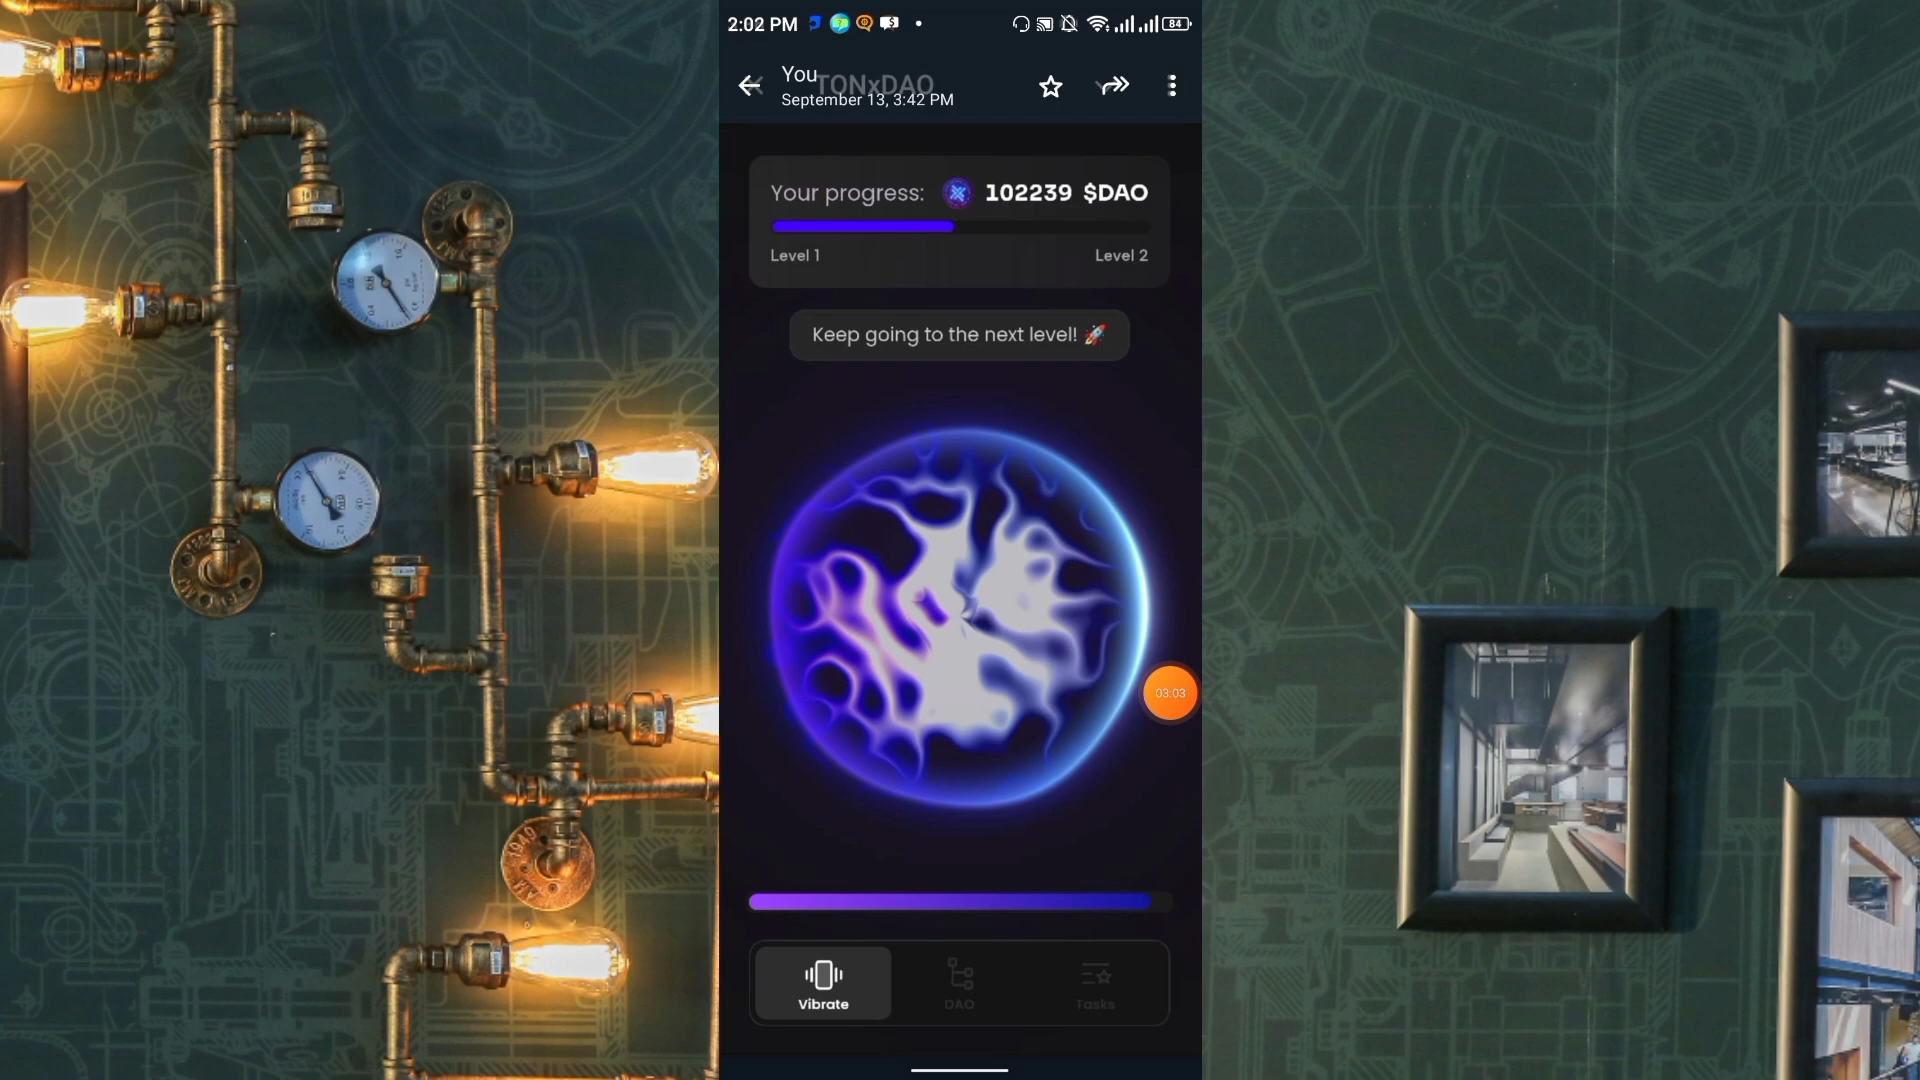 2:02 PM
84
You
TONxDAO
September 13, 3:42 PM
Your progress: 102239 $DAO
Level 1 Level 2
Keep going to the next level! 🚀
03:03
Vibrate DAO Tasks